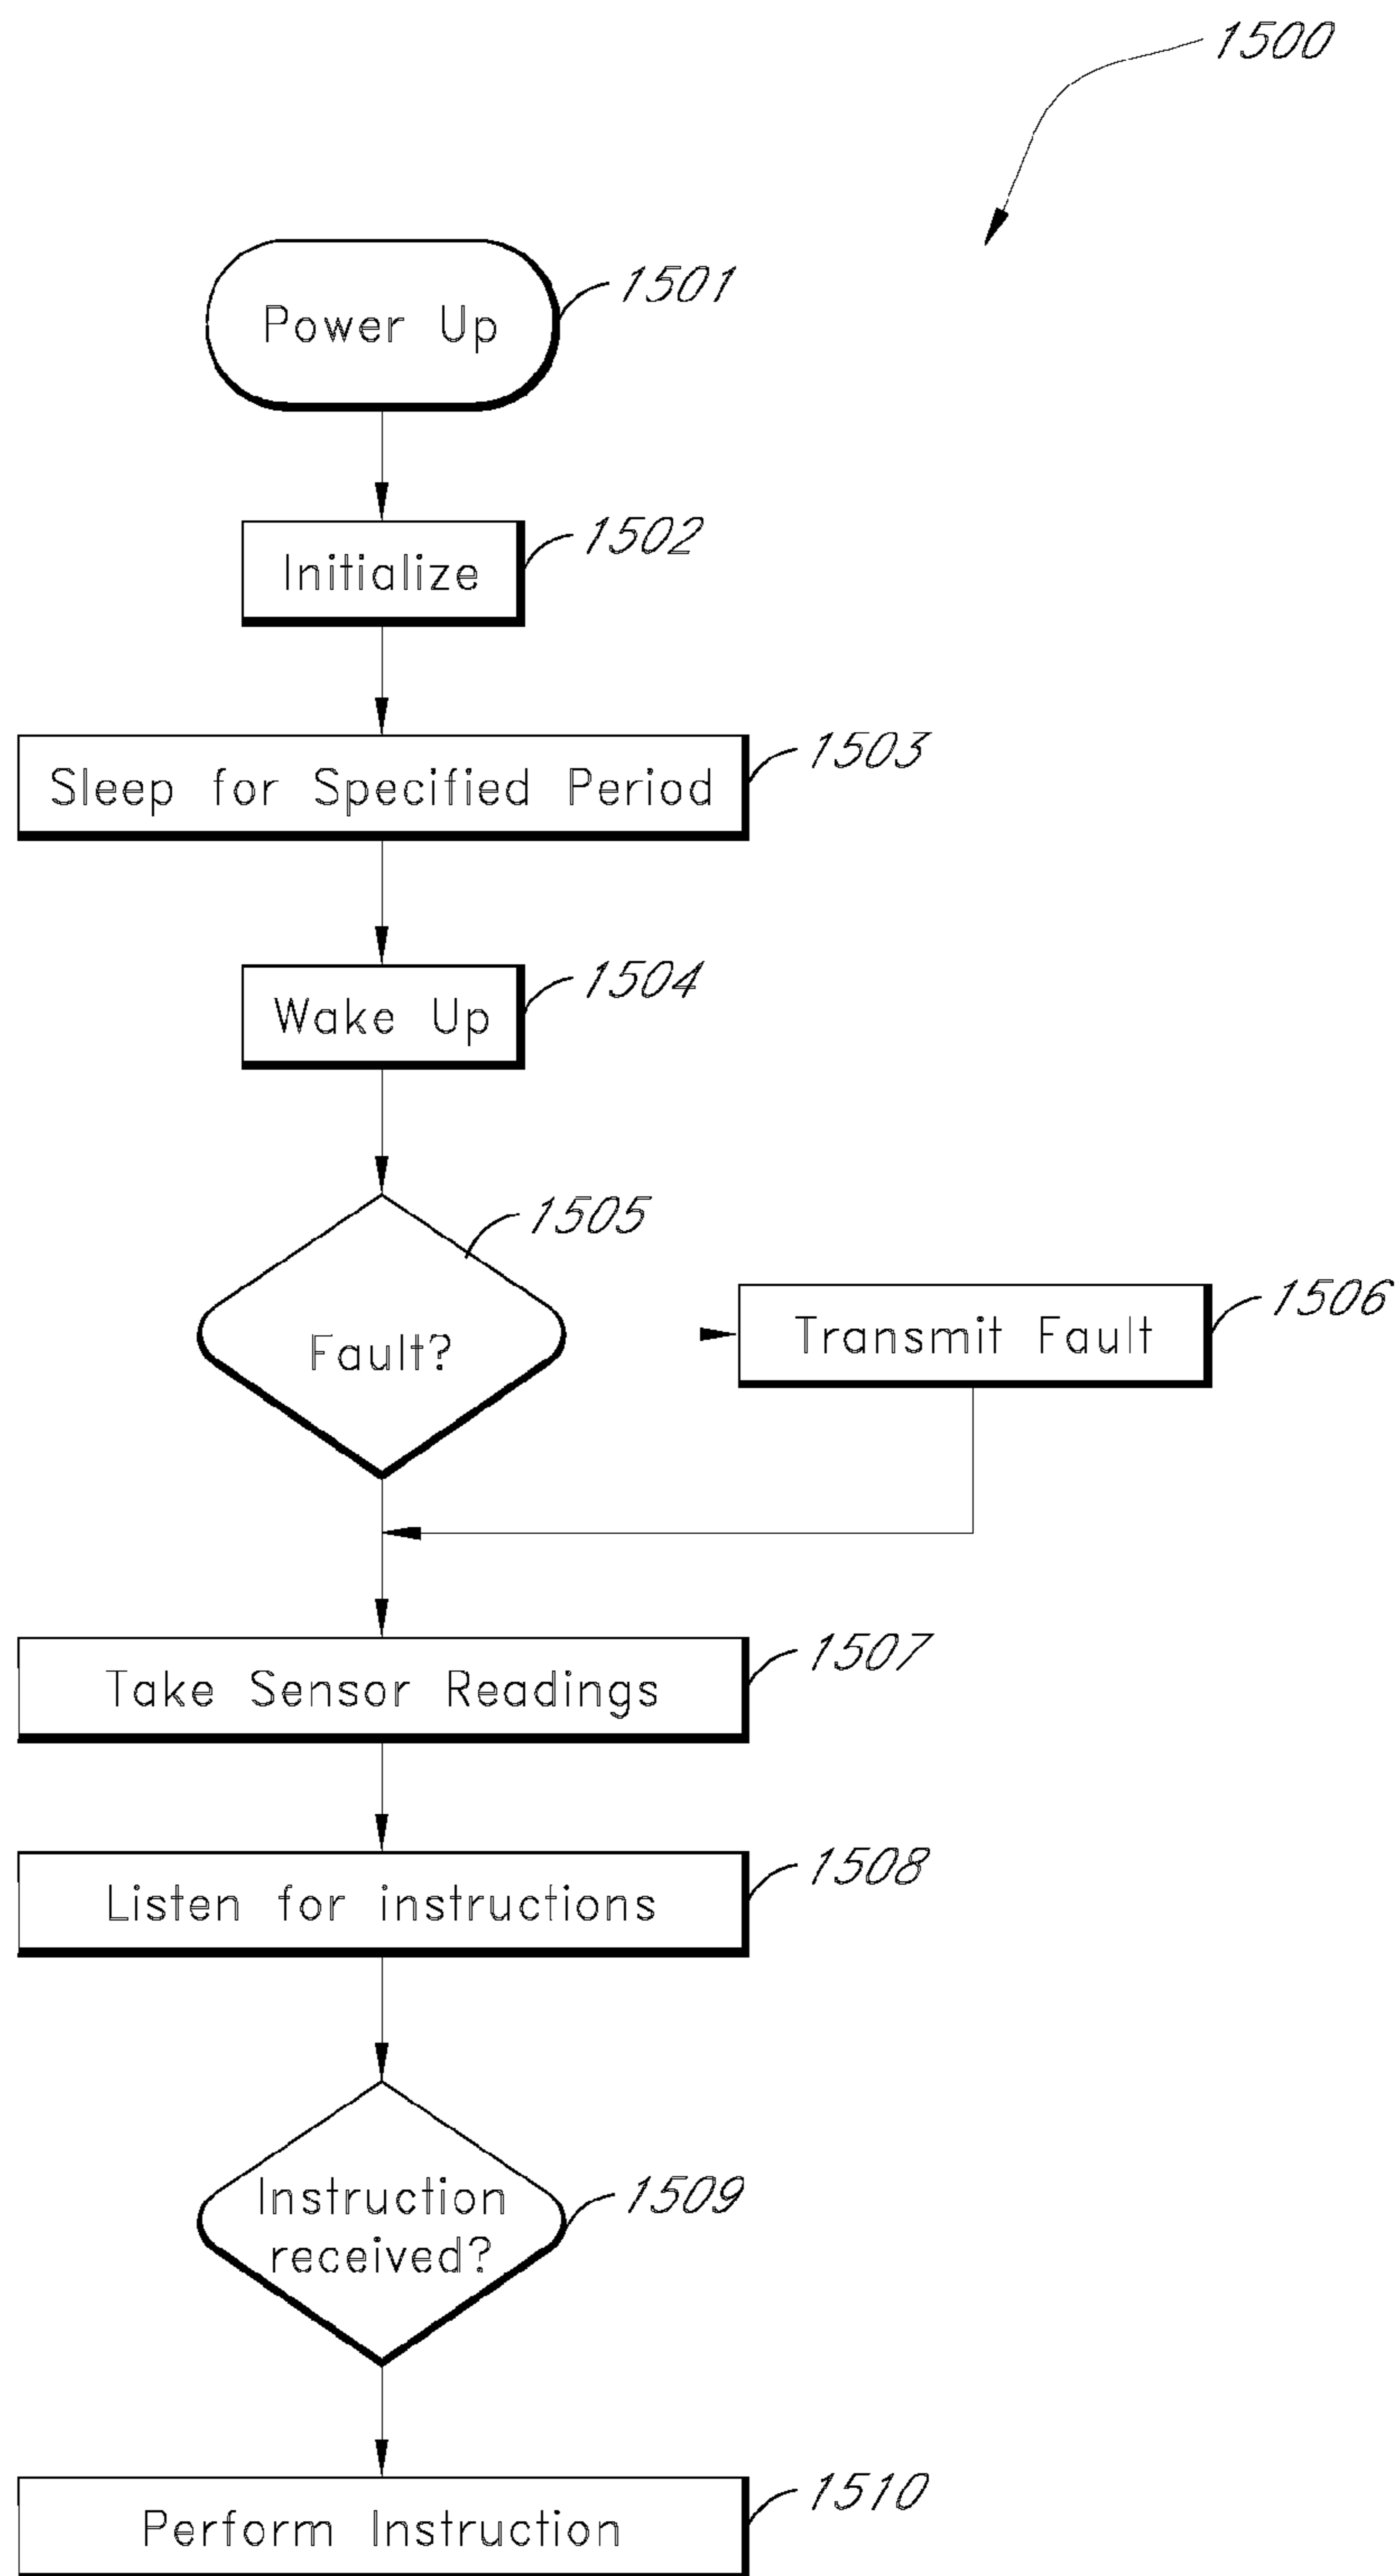 1500
Power Up
1501
Initialize
1502
Sleep for Specified Period
1503
Wake Up
1504
1505
Fault?
Transmit Fault
1506
Take Sensor Readings
1507
Listen for instructions
1508
Instruction
received?
1509
Perform Instruction
1510